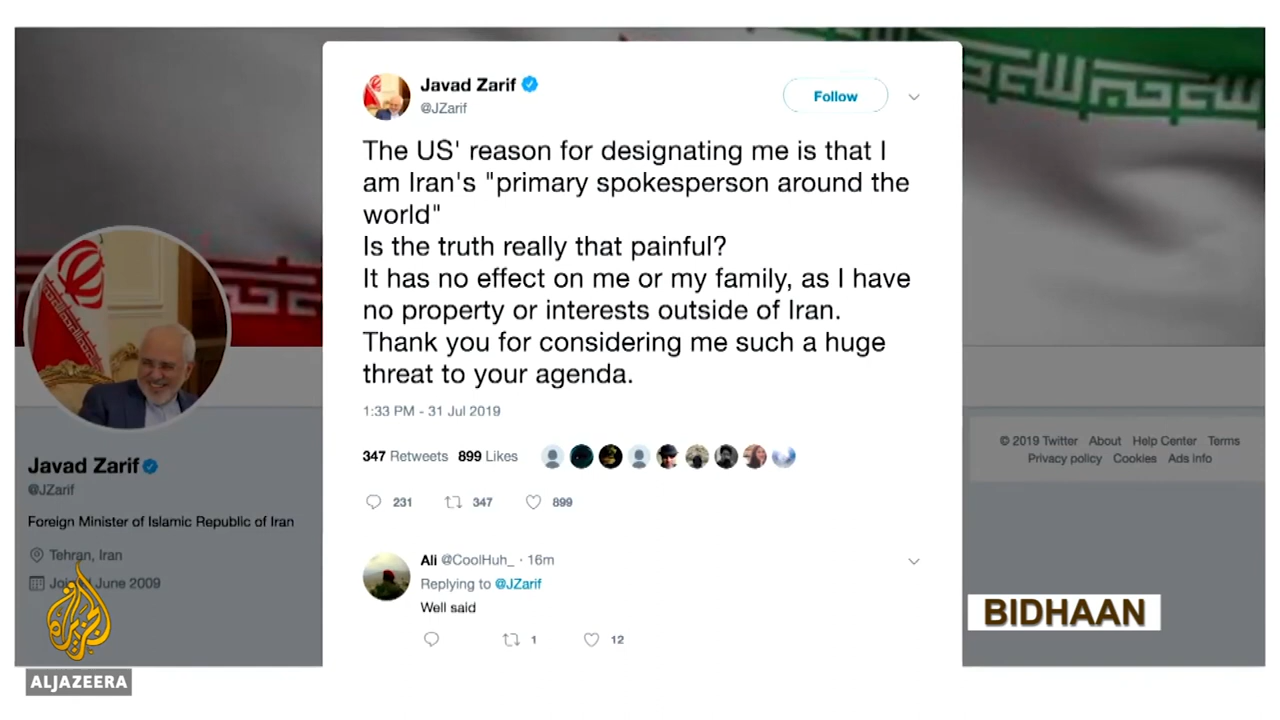 Javad Zarif
@JZarif
Follow
The US' reason for designating me is that I
am Iran's "primary spokesperson around the
world"
Is the truth really that painful?
It has no effect on me or my family, as I have
no property or interests outside of Iran.
Thank you for considering me such a huge
threat to your agenda.
1:33 PM - 31 Jul 2019
347 Retweets 899 Likes
231 347 899
Ali @CoolHuh_ · 16m
Replying to @JZarif
Well said
1 12
Javad Zarif
@JZarif
Foreign Minister of Islamic Republic of Iran
Tehran, Iran
June 2009
© 2019 Twitter About Help Center Terms
Privacy policy Cookies Ads info
BIDHAAN
ALJAZEERA